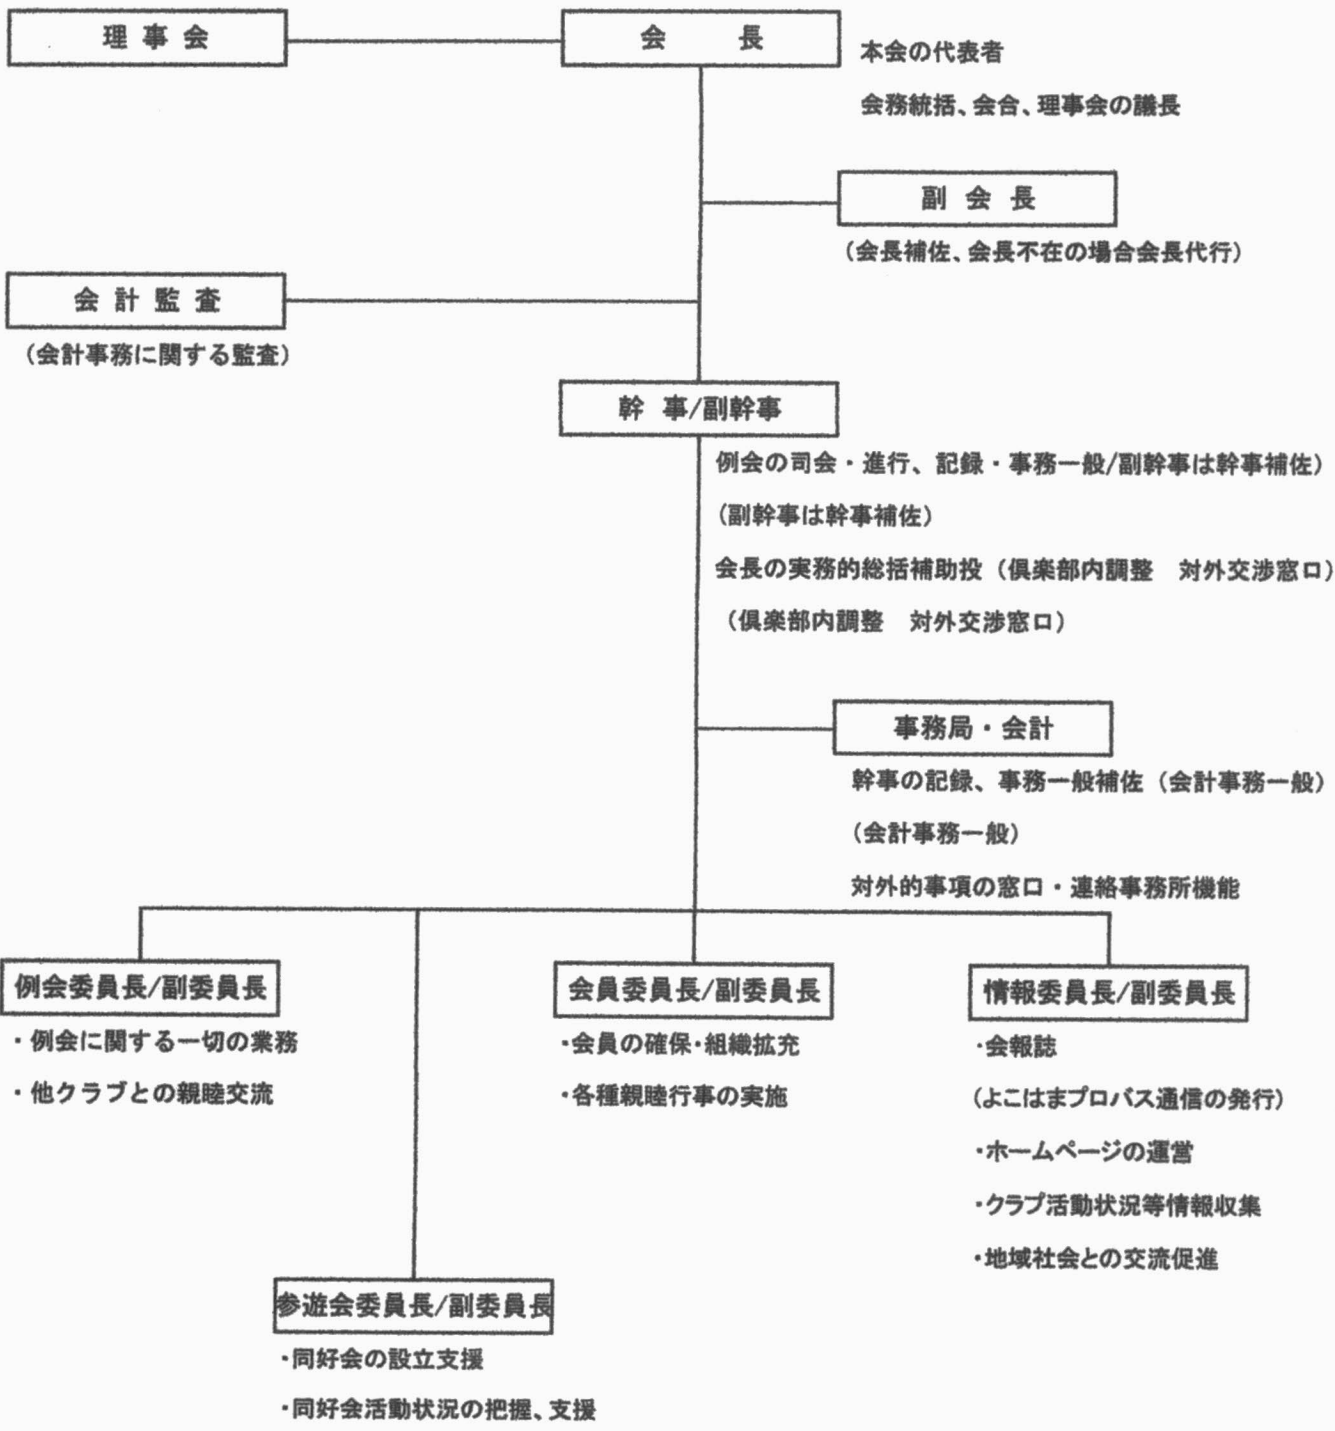 理事会
会 長
本会の代表者
会務統括、会合、理事会の議長
副会長
(会長補佐、会長不在の場合会長代行)
会計監査
(会計事務に関する監査)
幹 事/副幹事
例会の司会・進行、記録・事務一般/副幹事は幹事補佐)
(副幹事は幹事補佐)
会長の実務的総括補助投(倶楽部内調整 対外交渉窓口)
(倶楽部内調整 対外交渉窓口)
事務局・会計
幹事の記録、事務一般補佐(会計事務一般)
(会計事務一般)
対外的事項の窓口・連絡事務所機能
例会委員長/副委員長
・例会に関する一切の業務
・他クラブとの親睦交流
会員委員長/副委員長
・会員の確保・組織拡充
・各種親睦行事の実施
情報委員長/副委員長
・会報誌
(よこはまプロバス通信の発行)
・ホームページの運営
・クラブ活動状況等情報収集
・地域社会との交流促進
参遊会委員長/副委員長
・同好会の設立支援
・同好会活動状況の把握、支援